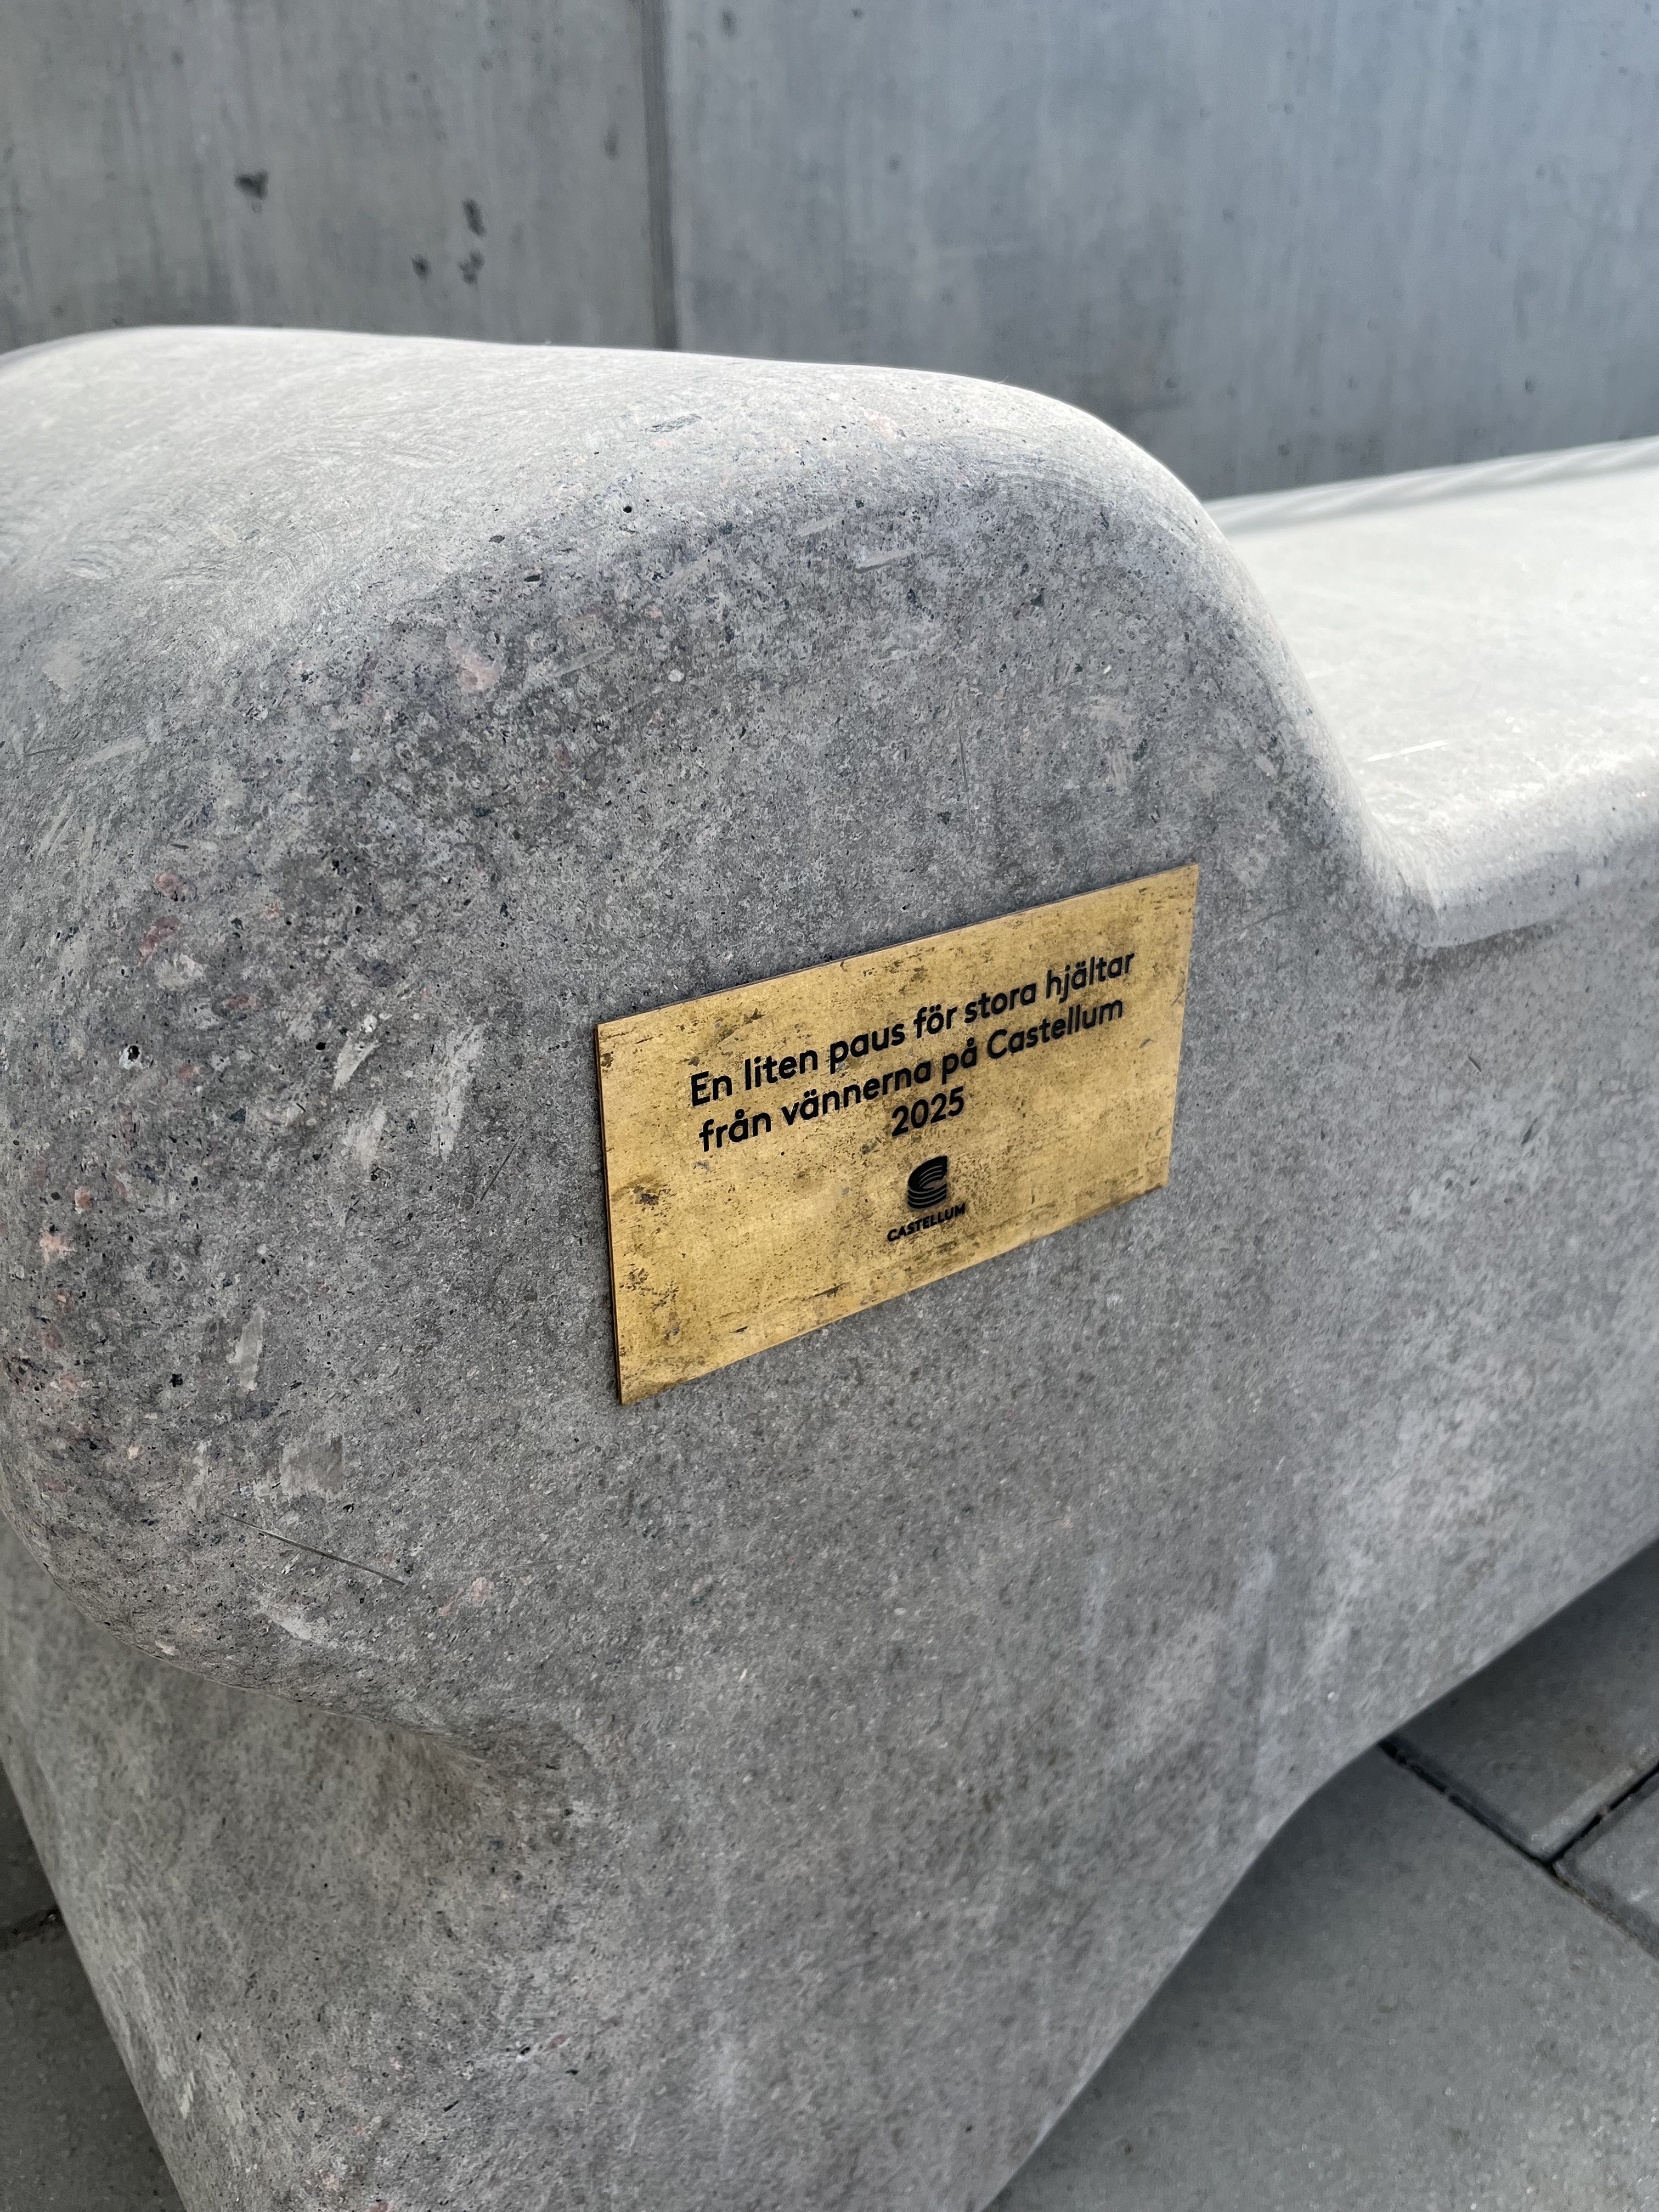 En liten paus för stora hjältar
från vännerna på Castellum
2025
CASTELLUM